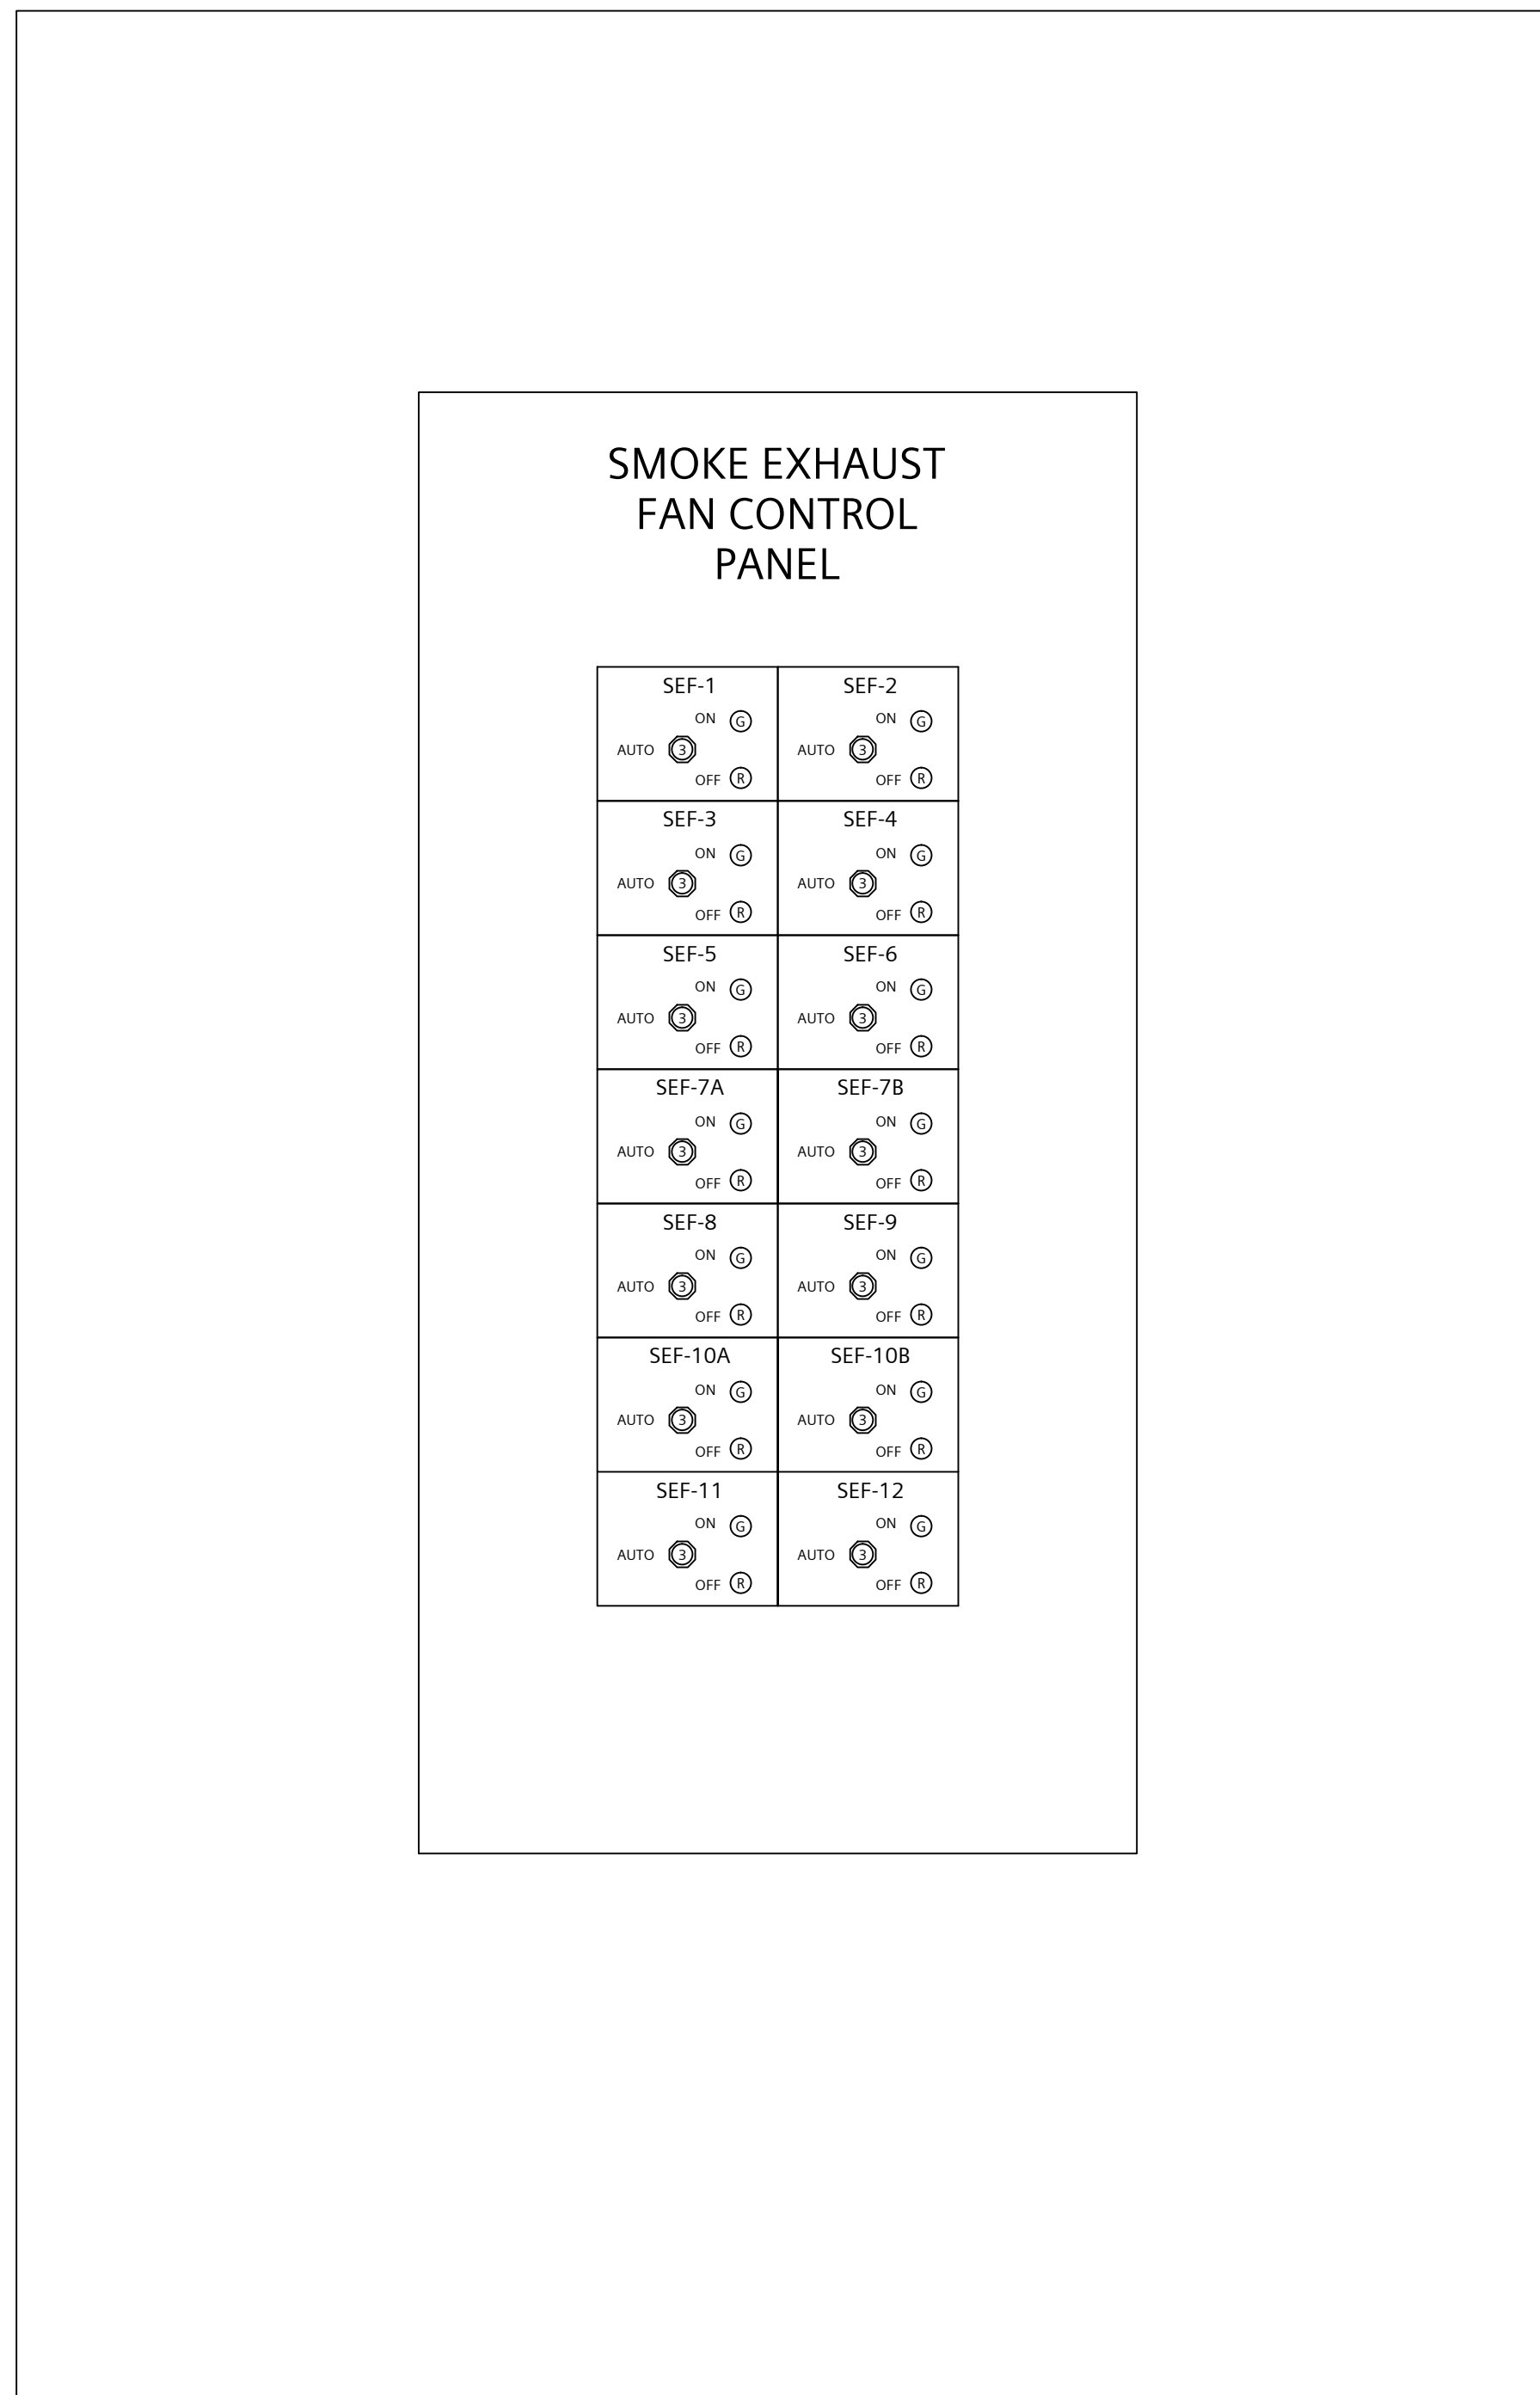 SMOKE EXHAUST
FAN CONTROL
PANEL
SEF-1 SEF-2
ON G ON G
AUTO 3 AUTO 3
OFF R OFF R
SEF-3 SEF-4
ON G ON G
AUTO 3 AUTO 3
OFF R OFF R
SEF-5 SEF-6
ON G ON G
AUTO 3 AUTO 3
OFF R OFF R
SEF-7A SEF-7B
ON G ON G
AUTO 3 AUTO 3
OFF R OFF R
SEF-8 SEF-9
ON G ON G
AUTO 3 AUTO 3
OFF R OFF R
SEF-10A SEF-10B
ON G ON G
AUTO 3 AUTO 3
OFF R OFF R
SEF-11 SEF-12
ON G ON G
AUTO 3 AUTO 3
OFF R OFF R